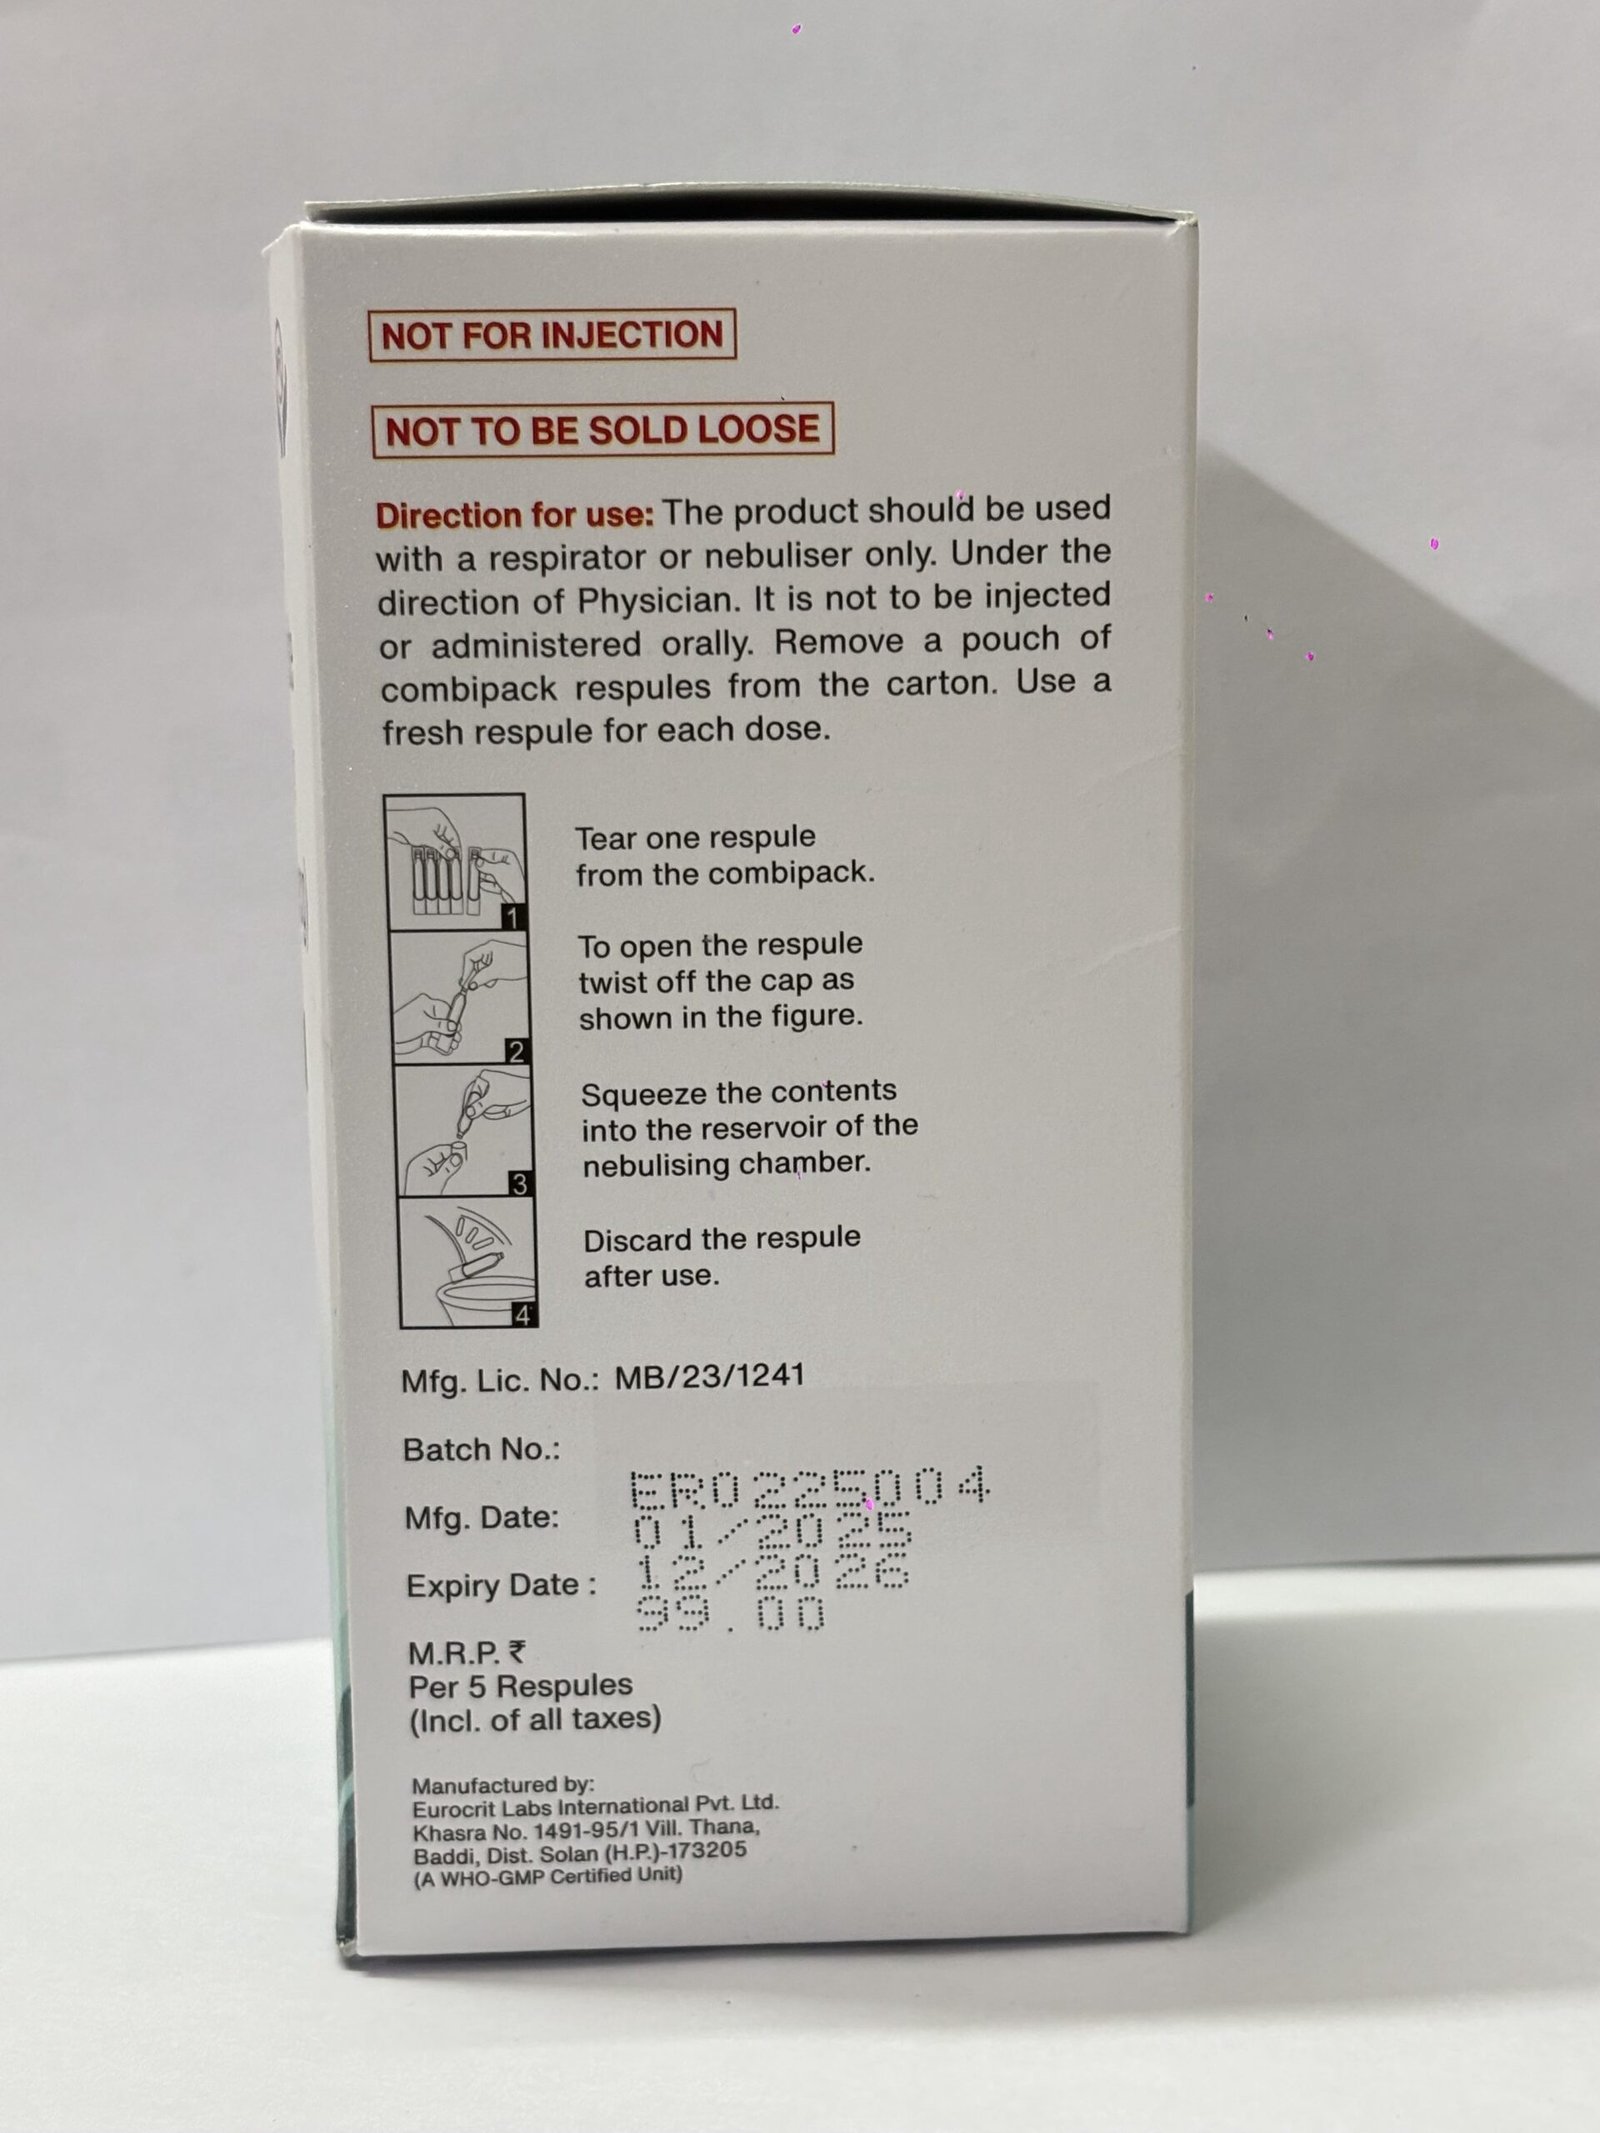 NOT FOR INJECTION
NOT TO BE SOLD LOOSE
Direction for use: The product should be used
with a respirator or nebuliser only. Under the
direction of Physician. It is not to be injected
or administered orally. Remove a pouch of
combipack respules from the carton. Use a
fresh respule for each dose.
1
Tear one respule
from the combipack.
2
To open the respule
twist off the cap as
shown in the figure.
3
Squeeze the contents
into the reservoir of the
nebulising chamber.
4
Discard the respule
after use.
Mfg. Lic. No.: MB/23/1241
Batch No.: ER0225004
Mfg. Date: 01/2025
Expiry Date : 12/2026
M.R.P. ₹ 99.00
Per 5 Respules
(Incl. of all taxes)
Manufactured by:
Eurocrit Labs International Pvt. Ltd.
Khasra No. 1491-95/1 Vill. Thana,
Baddi, Dist. Solan (H.P.)-173205
(A WHO-GMP Certified Unit)